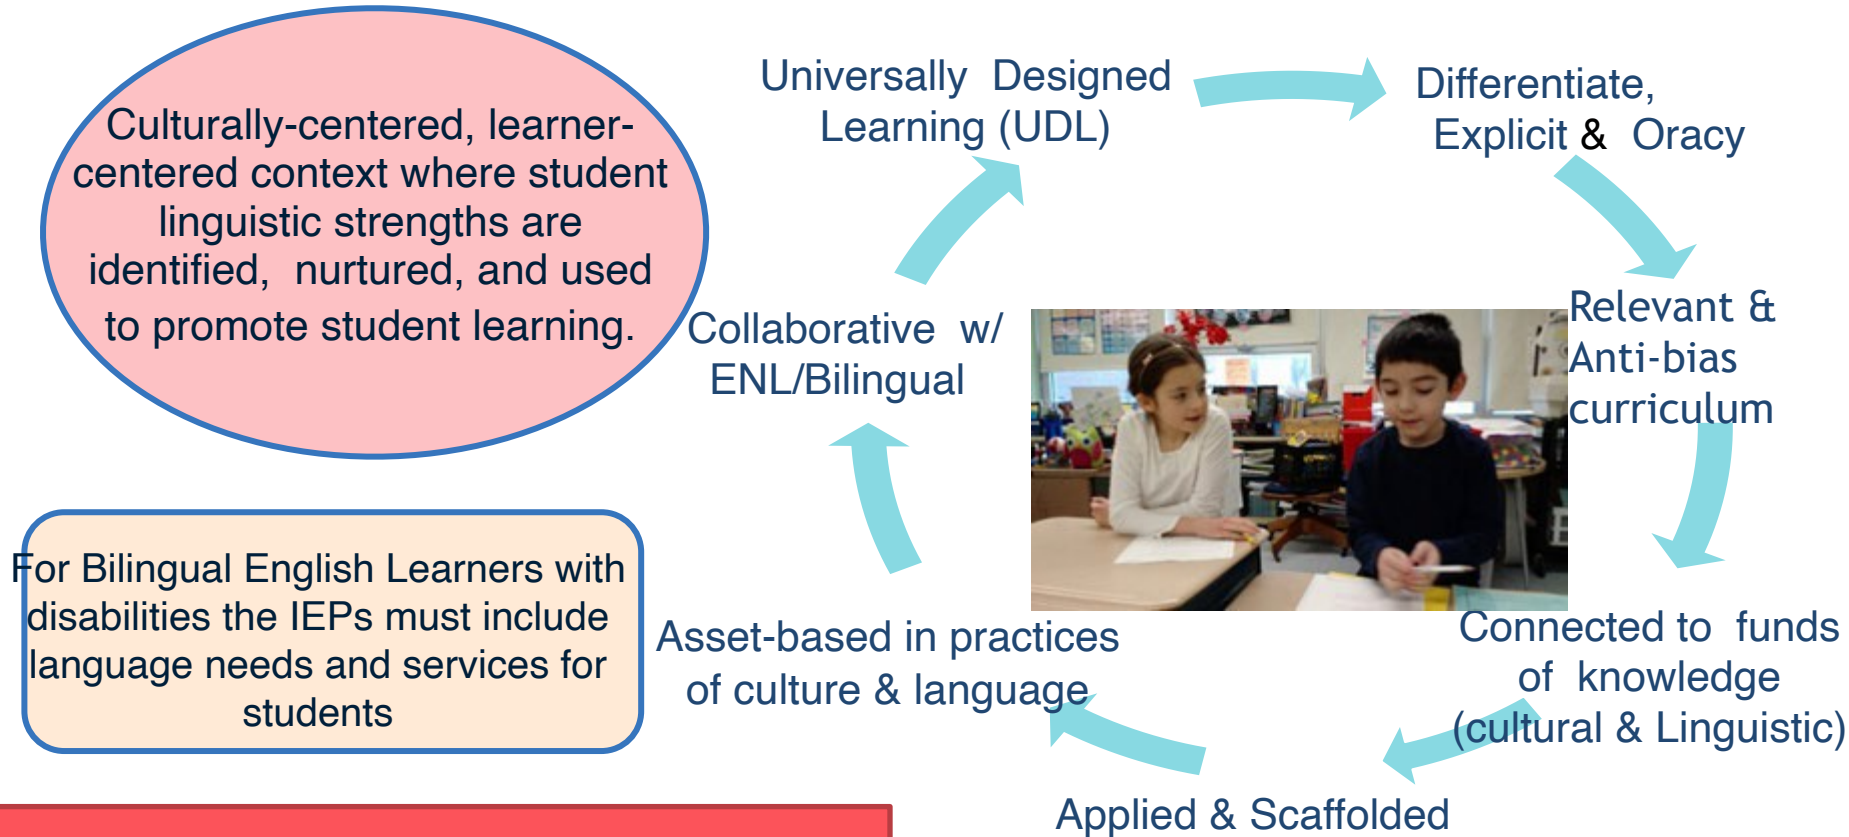 Culturally-centered, learner-
centered context where student
linguistic strengths are
identified, nurtured, and used
to promote student learning.
For Bilingual English Learners with
disabilities the IEPs must include
language needs and services for
students
Universally Designed
Learning (UDL)
Differentiate,
Explicit & Oracy
Relevant &
Anti-bias
curriculum
Connected to funds
of knowledge
(cultural & Linguistic)
Applied & Scaffolded
Asset-based in practices
of culture & language
Collaborative w/
ENL/Bilingual